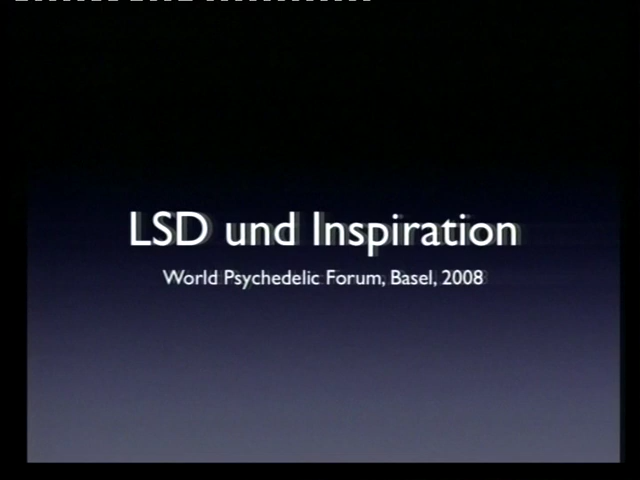 LSD und Inspiration
World Psychedelic Forum, Basel, 2008